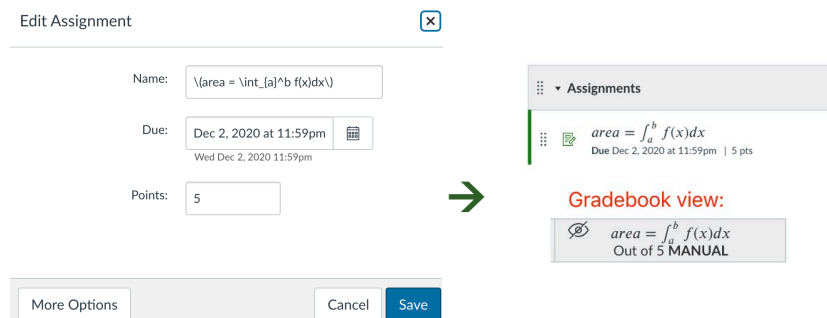 Edit Assignment
Name:
\(area = \int_{a}^b f(x)dx\)
Due:
Dec 2, 2020 at 11:59pm
Wed Dec 2, 2020 11:59pm
Points:
5
More Options
Cancel
Save
Assignments
area = ∫ₐᵇ f(x)dx
Due Dec 2, 2020 at 11:59pm | 5 pts
Gradebook view:
area = ∫ₐᵇ f(x)dx
Out of 5 MANUAL